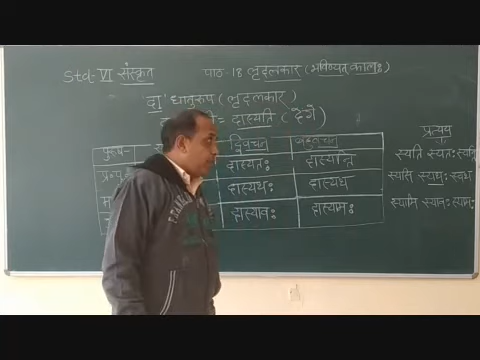 Std-VI संस्कृत पाठ-18 लृट्लकार (भविष्यत् कालः)
'दा' धातुरूप (लृट्लकार)
= दास्यति (देंगे)
प्रत्यय
पुरुष- द्विवचन बहुवचन
स्यति स्यतः स्यन्ति
दास्यतः दास्यन्ति
स्यसि स्यथः स्यथ
दास्यथः दास्यथ
स्यामि स्यावः स्यामः
दास्यावः दास्यामः